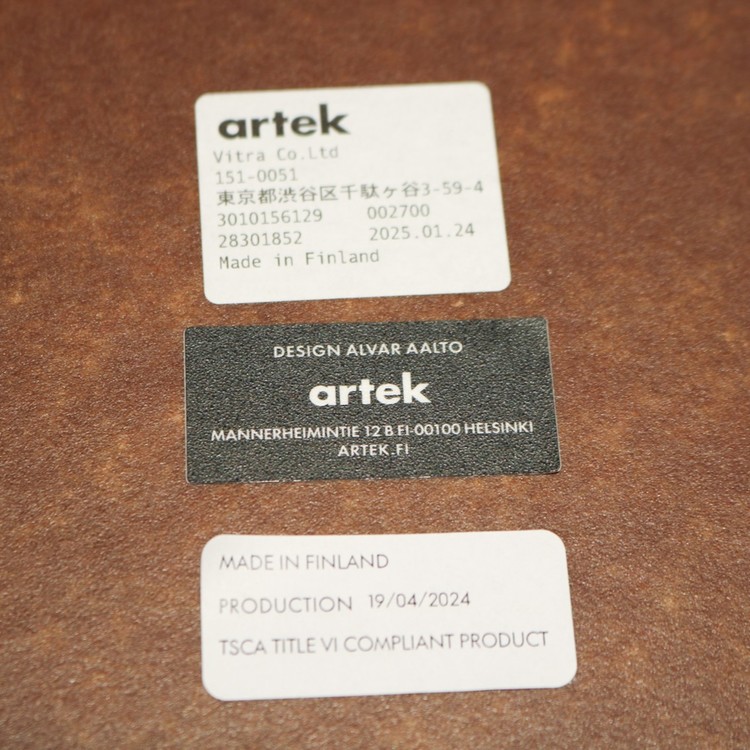 artek
Vitra Co.Ltd
151-0051
東京都渋谷区千駄ヶ谷3-59-4
3010156129 002700
28301852 2025.01.24
Made in Finland
DESIGN ALVAR AALTO
artek
MANNERHEIMINTIE 12 B FI-00100 HELSINKI
ARTEK.FI
MADE IN FINLAND
PRODUCTION 19/04/2024
TSCA TITLE VI COMPLIANT PRODUCT